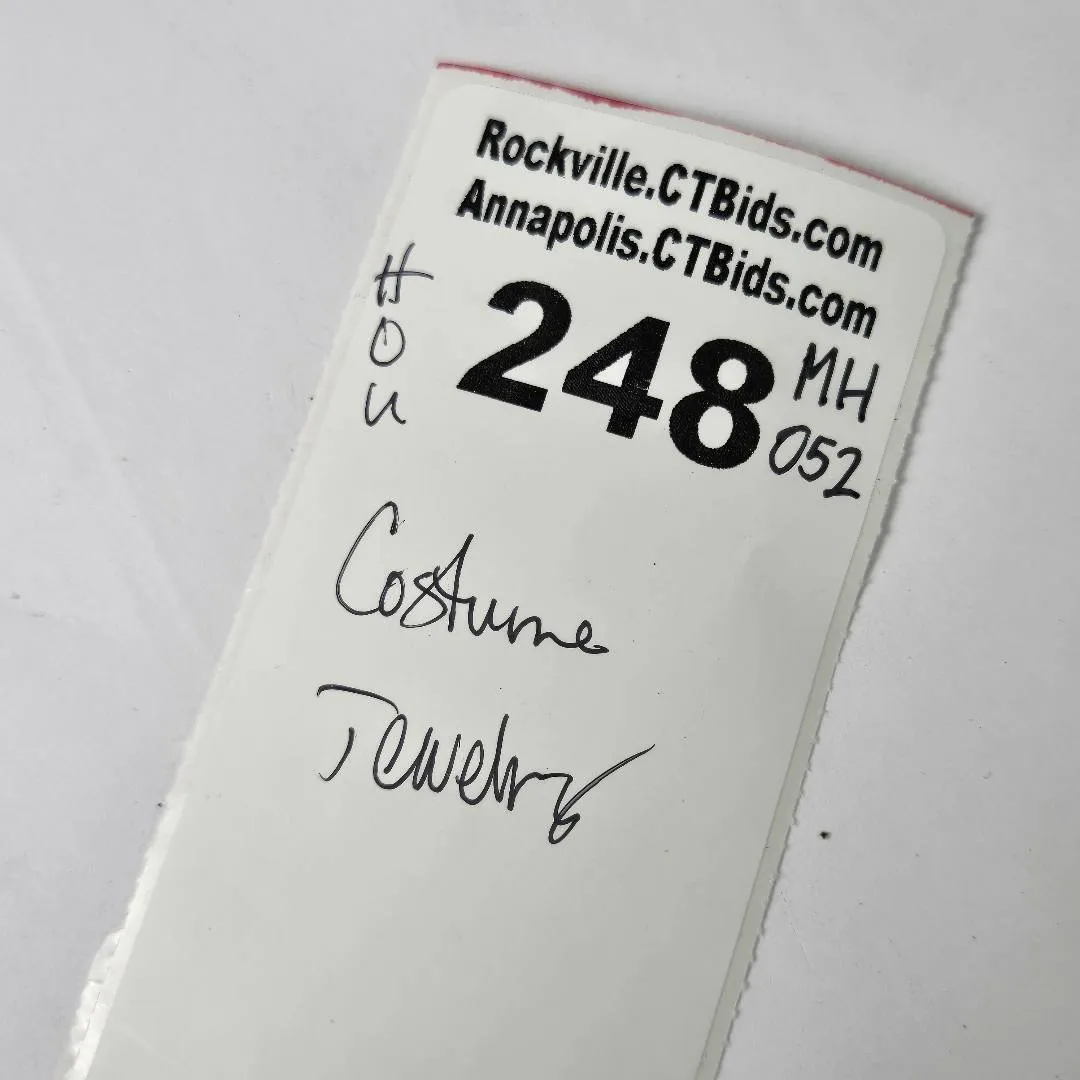 Rockville.CTBids.com
Annapolis.CTBids.com
HOU
248
MH
052
Costume
Jewelry